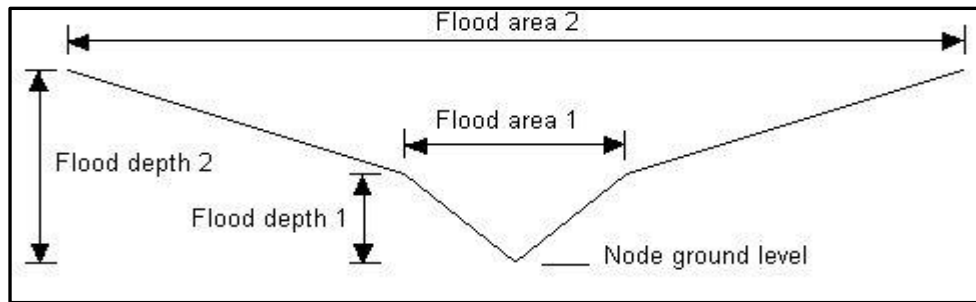 Flood area 2
Flood area 1
Flood depth 2
Flood depth 1
Node ground level